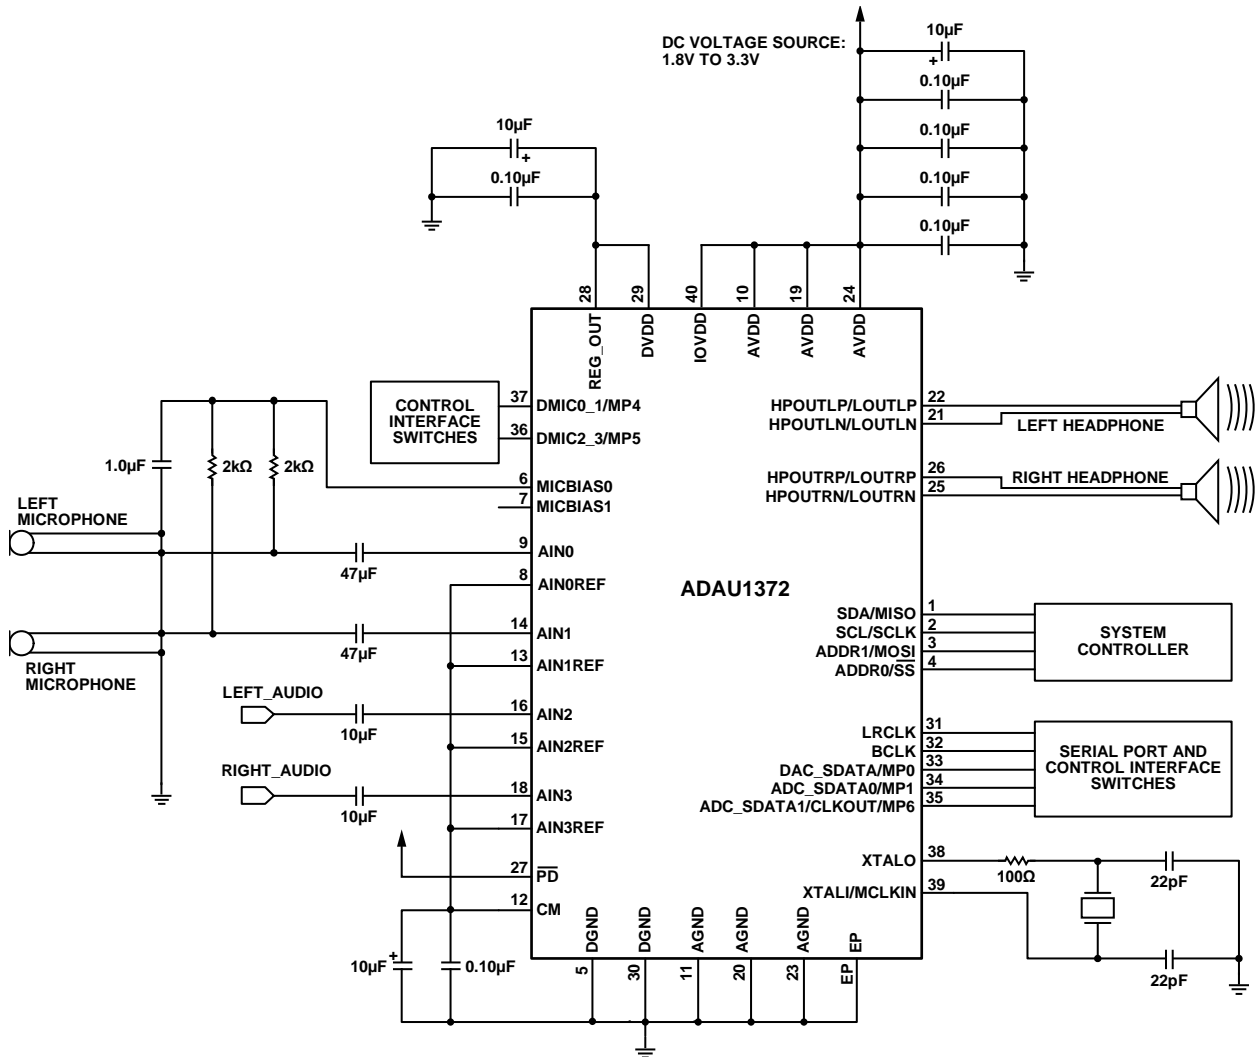 DC VOLTAGE SOURCE:
1.8V TO 3.3V
10µF
+
0.10µF
0.10µF
0.10µF
0.10µF
10µF
+
0.10µF
28
29
40
10
19
24
REG_OUT
DVDD
IOVDD
AVDD
AVDD
AVDD
CONTROL
INTERFACE
SWITCHES
37
DMIC0_1/MP4
36
DMIC2_3/MP5
1.0µF
2kΩ
2kΩ
6
MICBIAS0
7
MICBIAS1
LEFT
MICROPHONE
9
AIN0
47µF
8
AIN0REF
14
AIN1
47µF
13
AIN1REF
RIGHT
MICROPHONE
LEFT_AUDIO
16
AIN2
10µF
15
AIN2REF
RIGHT_AUDIO
18
AIN3
10µF
17
AIN3REF
27
PD
12
CM
10µF
+
0.10µF
ADAU1372
HPOUTLP/LOUTLP
22
HPOUTLN/LOUTLN
21
LEFT HEADPHONE
HPOUTRP/LOUTRP
26
HPOUTRN/LOUTRN
25
RIGHT HEADPHONE
SDA/MISO
1
SCL/SCLK
2
ADDR1/MOSI
3
ADDR0/SS
4
SYSTEM
CONTROLLER
LRCLK
31
BCLK
32
DAC_SDATA/MP0
33
ADC_SDATA0/MP1
34
ADC_SDATA1/CLKOUT/MP6
35
SERIAL PORT AND
CONTROL INTERFACE
SWITCHES
XTALO
38
100Ω
22pF
XTALI/MCLKIN
39
22pF
DGND
DGND
AGND
AGND
AGND
EP
5
30
11
20
23
EP